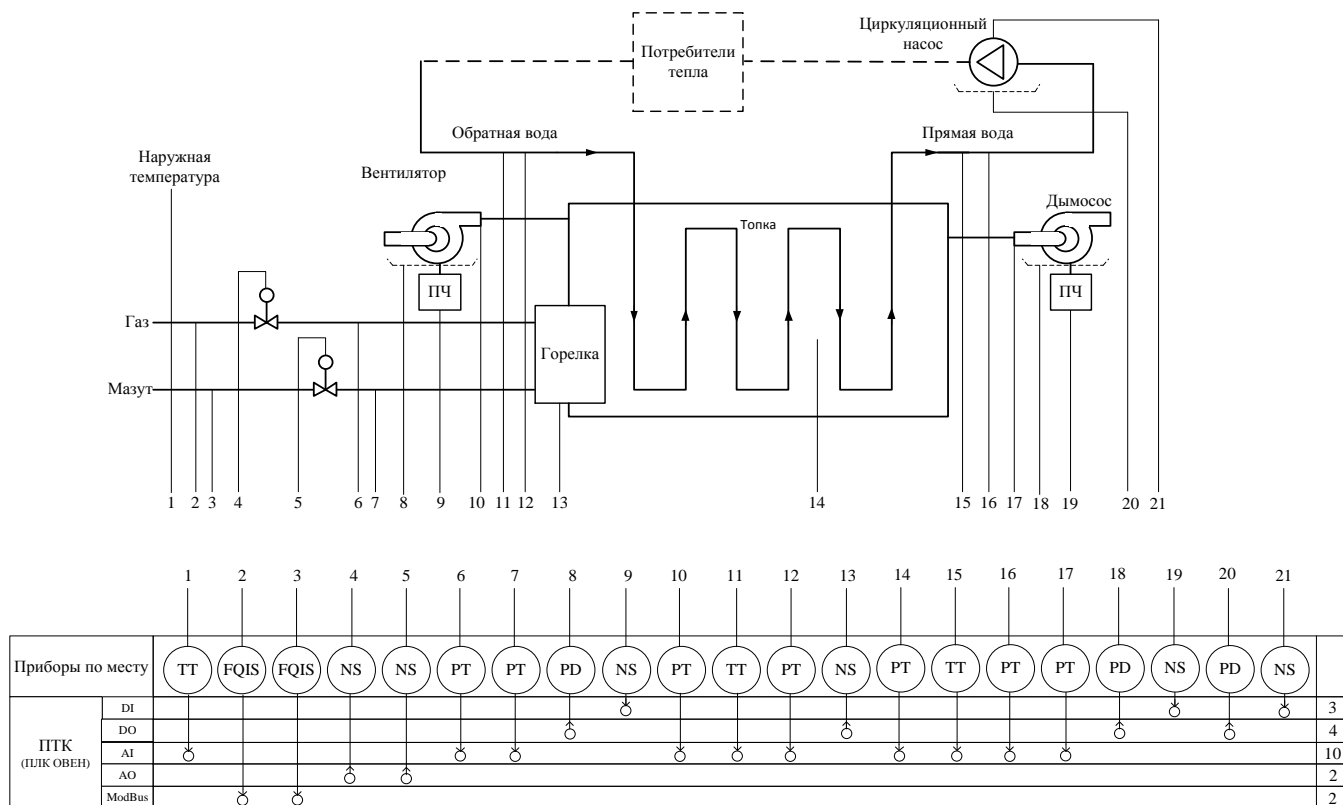 Циркуляционный
насос
Потребители
тепла
Обратная вода
Прямая вода
Наружная
температура
Вентилятор
Дымосос
Топка
ПЧ
ПЧ
Газ
Горелка
Мазут
1 2 3 4 5 6 7 8 9 10 11 12 13 14 15 16 17 18 19 20 21
1 2 3 4 5 6 7 8 9 10 11 12 13 14 15 16 17 18 19 20 21
Приборы по месту TT FQIS FQIS NS NS PT PT PD NS PT TT PT NS PT TT PT PT PD NS PD NS
ПТК
(ПЛК ОВЕН)
DI 3
DO 4
AI 10
AO 2
ModBus 2